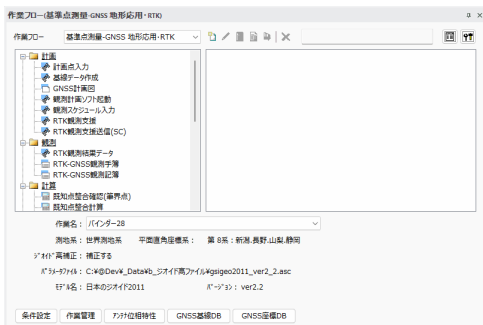 作業フロー(基準点測量-GNSS 地形応用・RTK)
作業フロー 基準点測量-GNSS 地形応用・RTK
計画
計画点入力
基線データ作成
GNSS計画図
観測計画ソフト起動
観測スケジュール入力
RTK観測支援
RTK観測支援送信(SC)
観測
RTK観測結果データ
RTK-GNSS観測手簿
RTK-GNSS観測記簿
計算
既知点整合確認(筆界点)
既知点整合計算
作業名： バインダー28
測地系： 世界測地系 平面直角座標系： 第 8系：新潟.長野.山梨.静岡
ジオイド高補正： 補正する
パラメータファイル： C:¥@Dev¥_Data¥b_ジオイド高ファイル¥gsigeo2011_ver2_2.asc
モデル名： 日本のジオイド2011 バージョン： ver2.2
条件設定 作業管理 アンテナ位相特性 GNSS基線DB GNSS座標DB